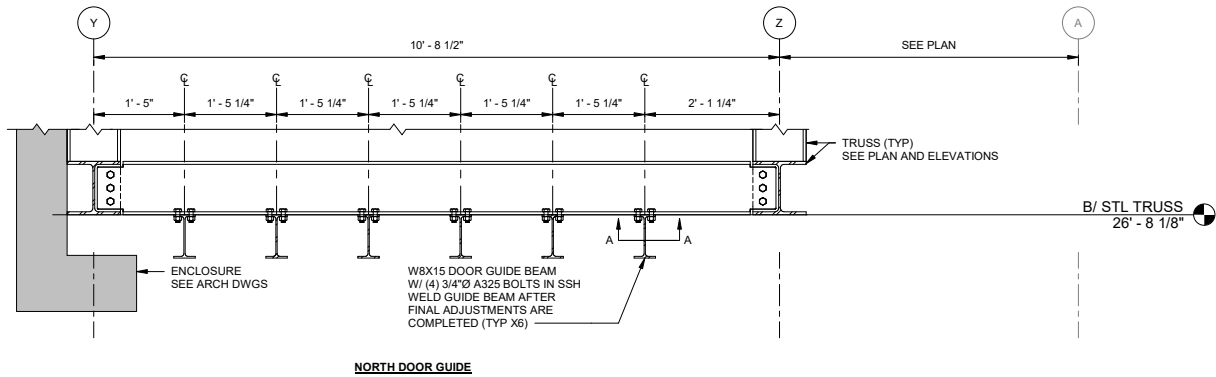 Y
Z
A
10' - 8 1/2"
SEE PLAN
℄
℄
℄
℄
℄
℄
1' - 5"
1' - 5 1/4"
1' - 5 1/4"
1' - 5 1/4"
1' - 5 1/4"
1' - 5 1/4"
2' - 1 1/4"
TRUSS (TYP)
SEE PLAN AND ELEVATIONS
B/ STL TRUSS
26' - 8 1/8"
A
A
ENCLOSURE
SEE ARCH DWGS
W8X15 DOOR GUIDE BEAM
W/ (4) 3/4"Ø A325 BOLTS IN SSH
WELD GUIDE BEAM AFTER
FINAL ADJUSTMENTS ARE
COMPLETED (TYP X6)
NORTH DOOR GUIDE